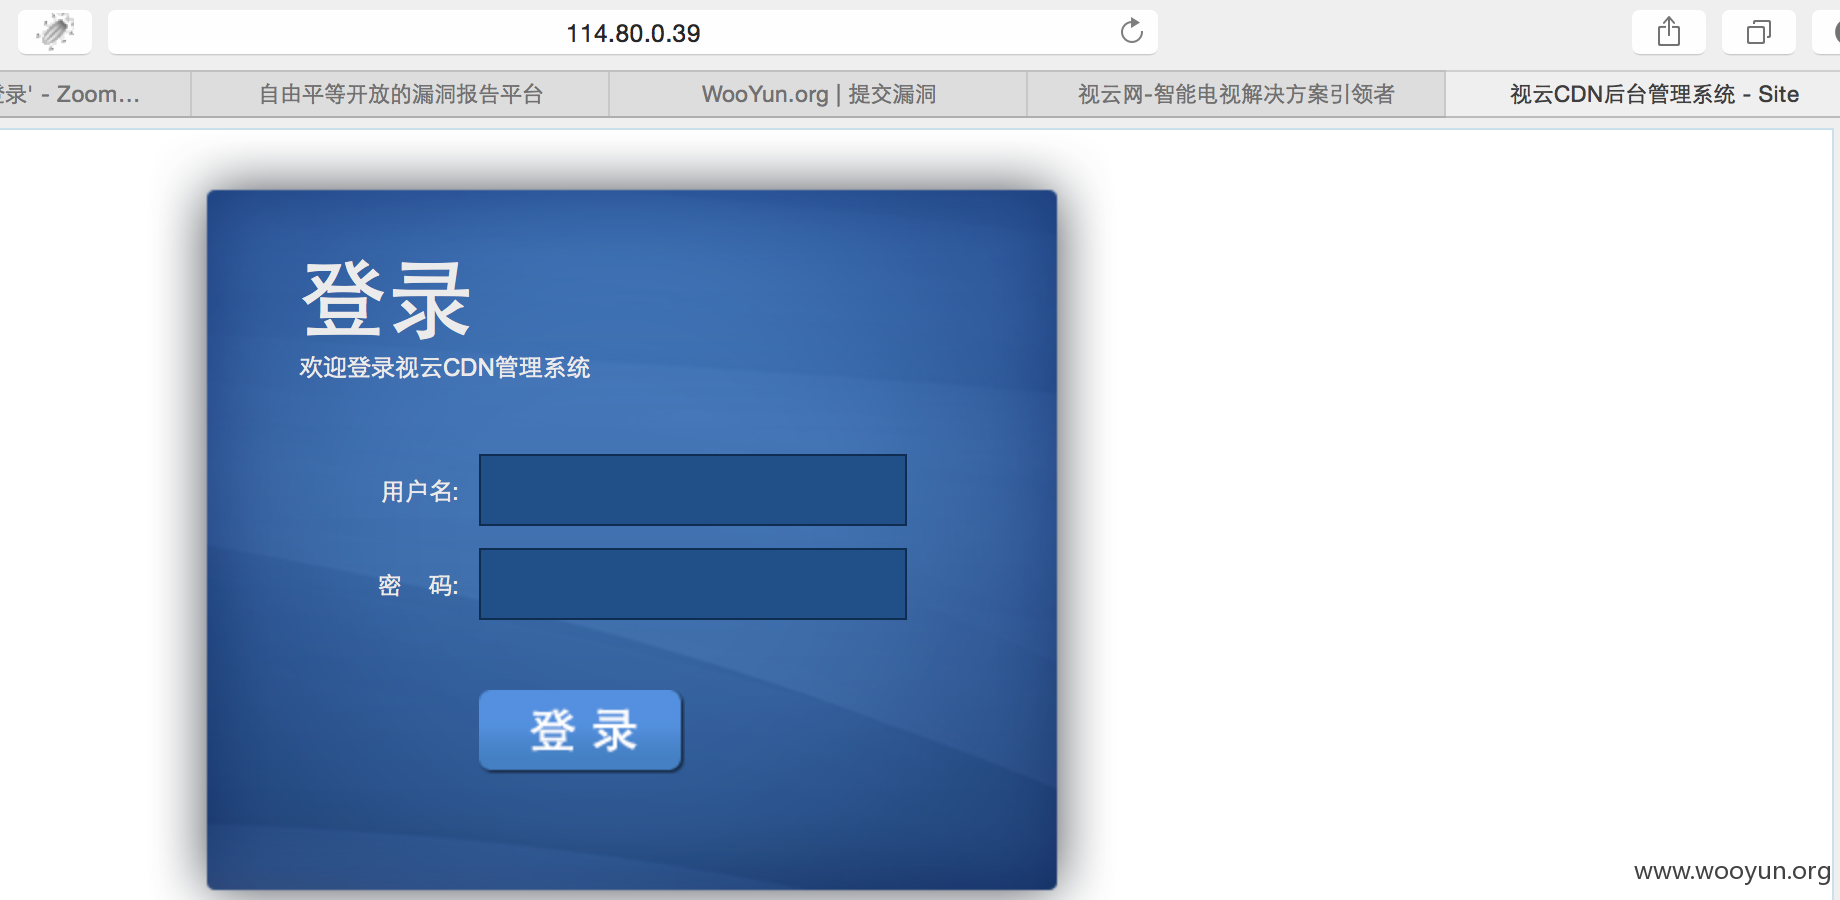 114.80.0.39
登录' - Zoom...
自由平等开放的漏洞报告平台
WooYun.org | 提交漏洞
视云网-智能电视解决方案引领者
视云CDN后台管理系统 - Site
登录
欢迎登录视云CDN管理系统
用户名:
密 码:
登 录
www.wooyun.org